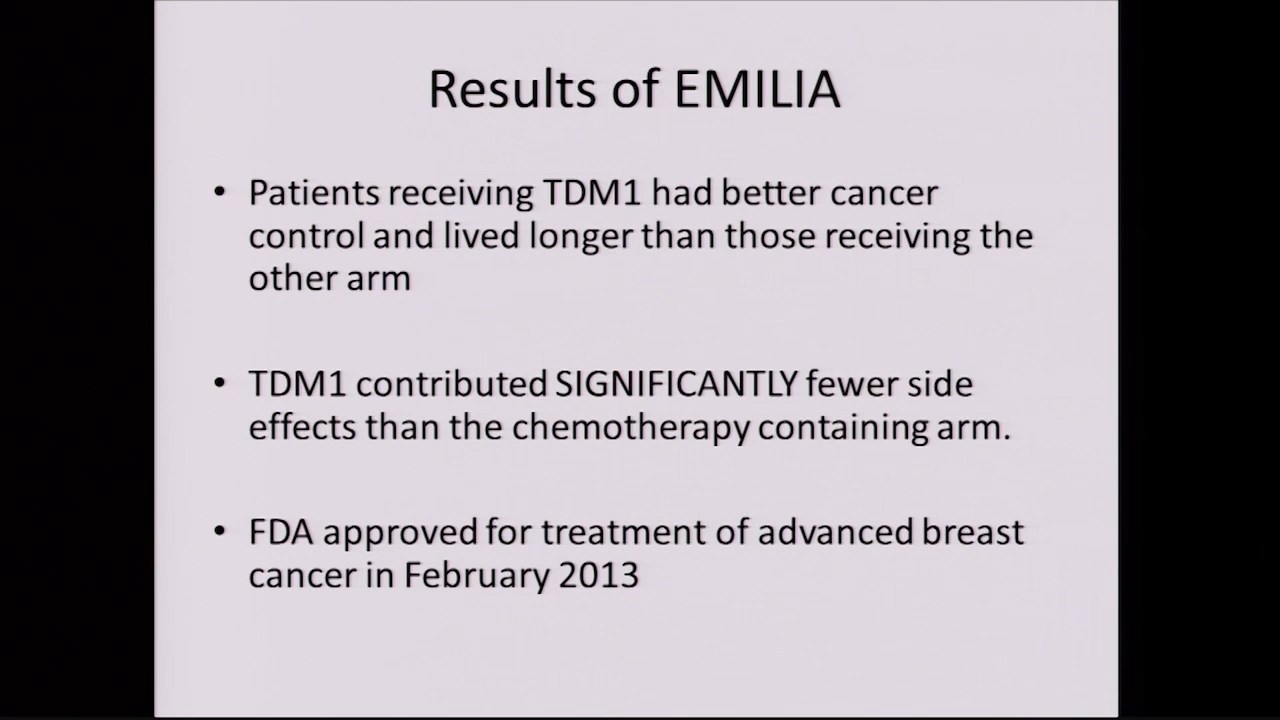 Results of EMILIA
• Patients receiving TDM1 had better cancer
control and lived longer than those receiving the
other arm
• TDM1 contributed SIGNIFICANTLY fewer side
effects than the chemotherapy containing arm.
• FDA approved for treatment of advanced breast
cancer in February 2013